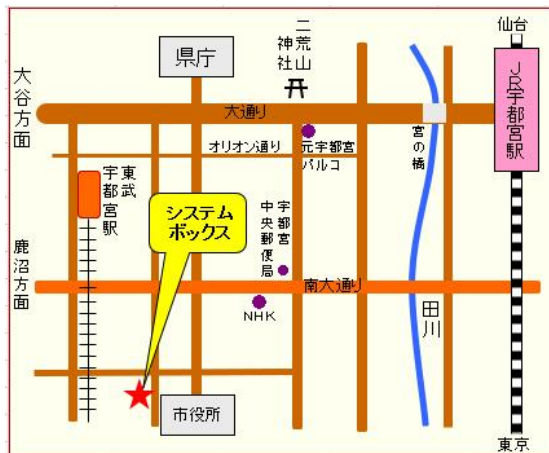 仙台
二荒山
神社
県庁
JR宇都宮駅
大谷方面
大通り
宮の橋
オリオン通り
元宇都宮
パルコ
東武
宇都宮駅
システム
ボックス
宇都宮
中央郵便局
鹿沼方面
南大通り
NHK
田川
市役所
東京